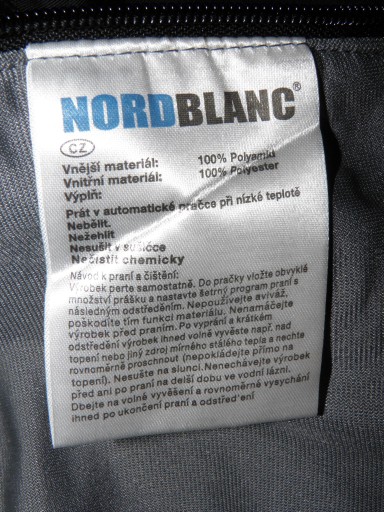 NORDBLANC®
CZ
Vnější materiál: 100% Polyamid
Vnitřní materiál: 100% Polyester
Výplň:
Prát v automatické pračce při nízké teplotě
Nebělit.
Nežehlit
Nesušit v sušičce
Nečistit chemicky
Návod k praní a čištění:
Výrobek perte samostatně. Do pračky vložte obvyklé
množství prášku a nastavte šetrný program praní s
následným odstředěním. Nepoužívejte aviváž,
poškodíte tím funkci materiálu. Nenamáčejte
výrobek před praním. Po vyprání a krátkém
odstředění výrobek ihned volně vyvěste např. nad
topení nebo jiný zdroj mírného stálého tepla a nechte
rovnoměrně proschnout (nepokládejte přímo na
topení). Nesušte na slunci. Nenechávejte výrobek
před ani po praní na delší dobu ve vodní lázni.
Dbejte na volné vyvěšení a rovnoměrné vysychání
ihned po ukončení praní a odstředění